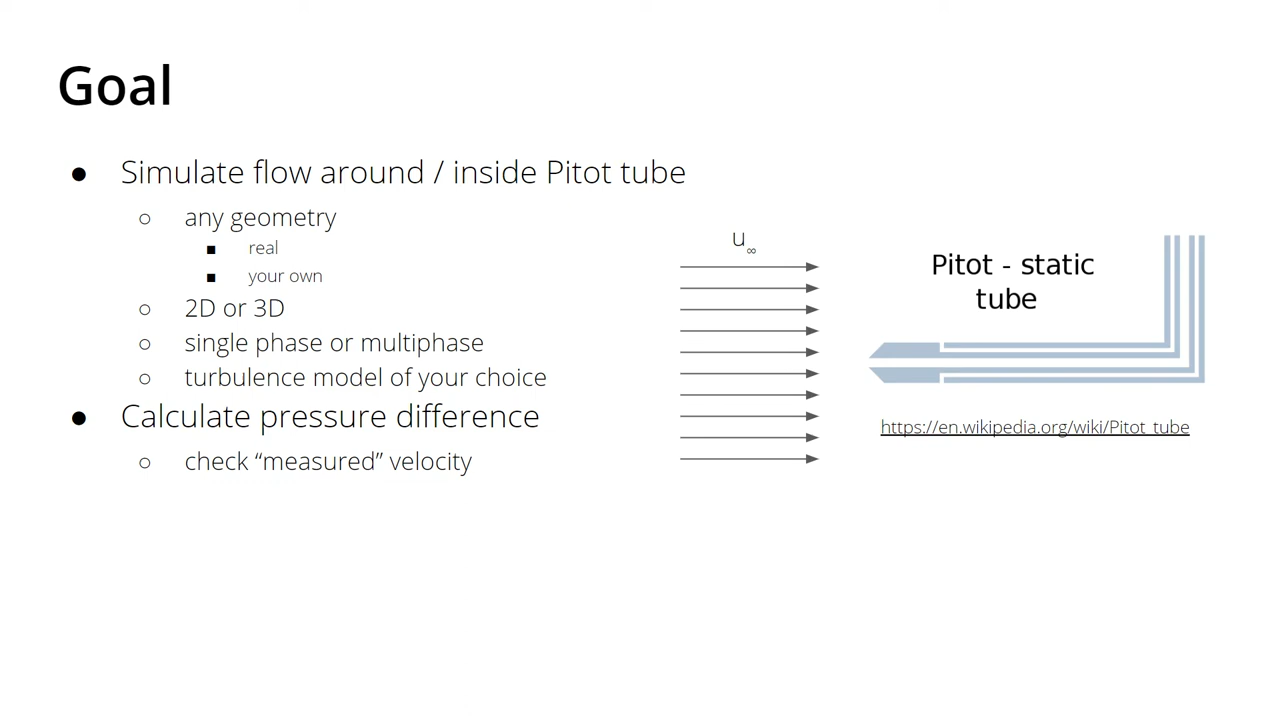 Goal
● Simulate flow around / inside Pitot tube
○ any geometry
■ real
■ your own
○ 2D or 3D
○ single phase or multiphase
○ turbulence model of your choice
● Calculate pressure difference
○ check “measured” velocity
u∞
Pitot - static
tube
https://en.wikipedia.org/wiki/Pitot_tube